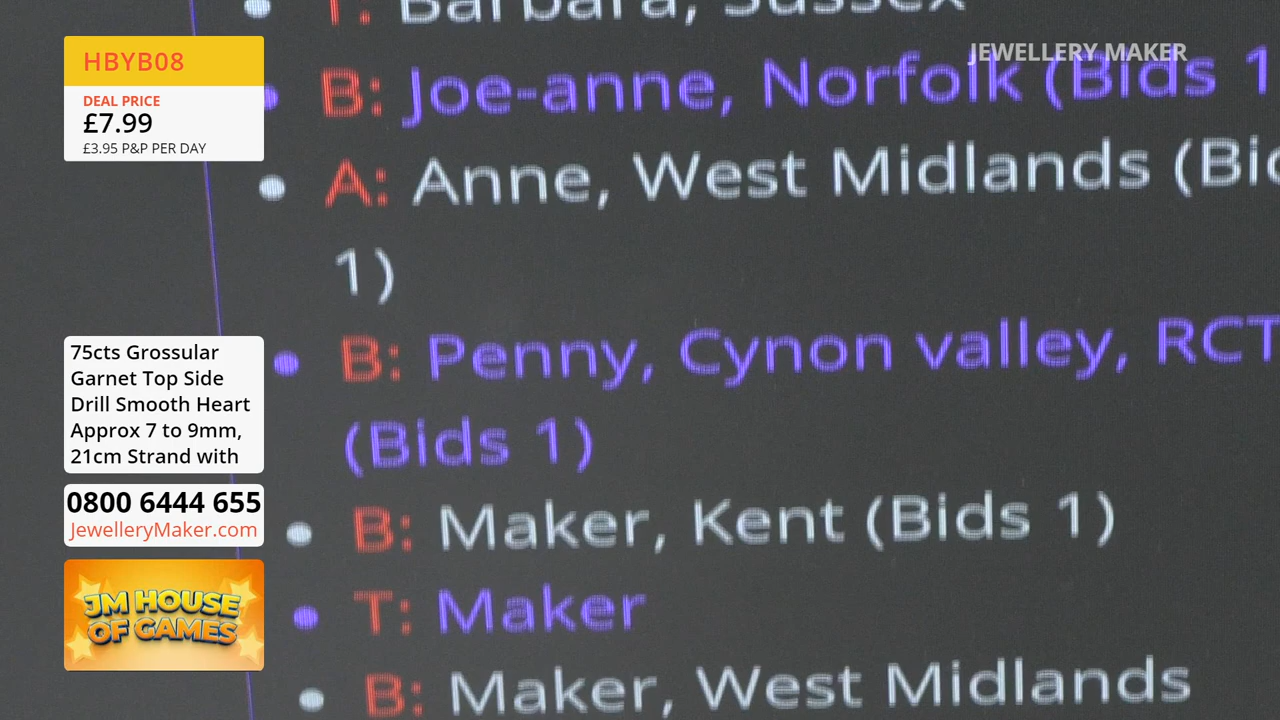 T: Barbara, Sussex
HBYB08
DEAL PRICE
£7.99
£3.95 P&P PER DAY
JEWELLERY MAKER
B: Joe-anne, Norfolk (Bids 1
A: Anne, West Midlands (Bid
1)
B: Penny, Cynon valley, RCT
(Bids 1)
B: Maker, Kent (Bids 1)
T: Maker
B: Maker, West Midlands
75cts Grossular
Garnet Top Side
Drill Smooth Heart
Approx 7 to 9mm,
21cm Strand with
0800 6444 655
JewelleryMaker.com
JM HOUSE
OF GAMES